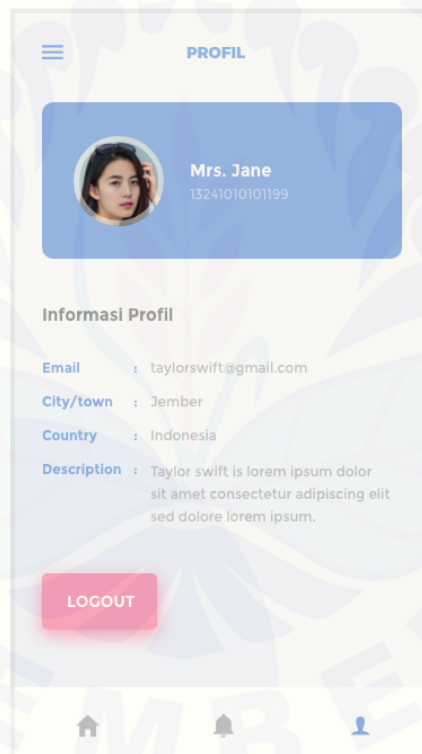 PROFIL
Mrs. Jane
13241010101199
Informasi Profil
Email : taylorswift@gmail.com
City/town : Jember
Country : Indonesia
Description : Taylor swift is lorem ipsum dolor
sit amet consectetur adipiscing elit
sed dolore lorem ipsum.
LOGOUT
EMBE